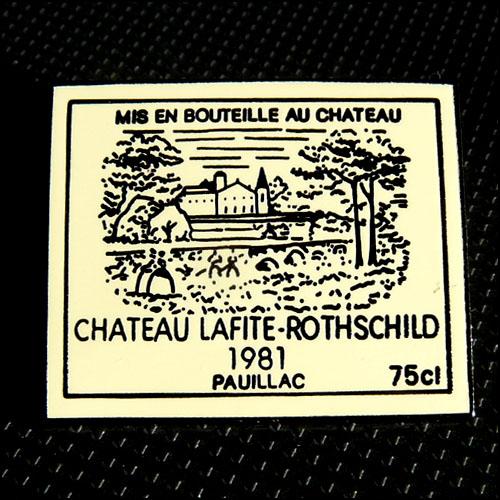 MIS EN BOUTEILLE AU CHATEAU
CHATEAU LAFITE-ROTHSCHILD
1981
PAUILLAC
75cl